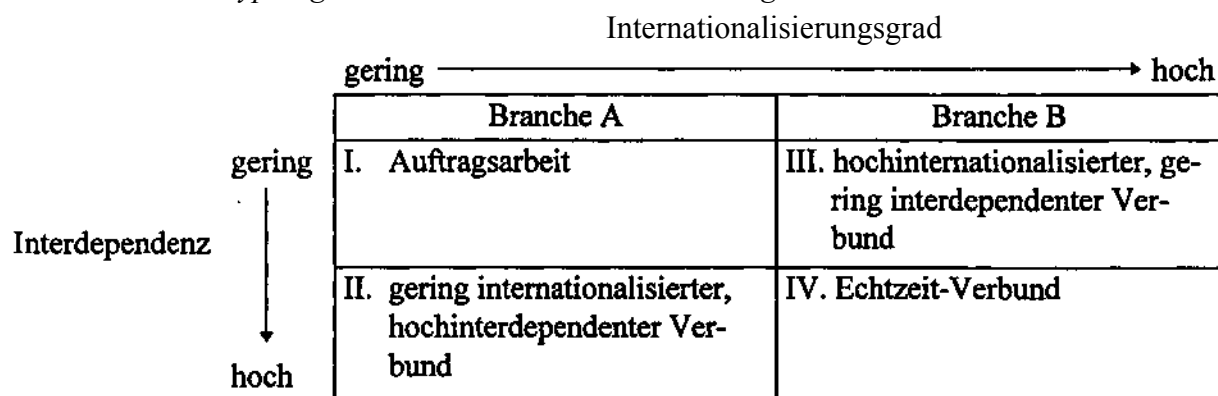 Internationalisierungsgrad
gering hoch
Branche A Branche B
gering I. Auftragsarbeit III. hochinternationalisierter, ge-
ring interdependenter Ver-
bund
Interdependenz
II. gering internationalisierter, IV. Echtzeit-Verbund
hochinterdependenter Ver-
bund
hoch